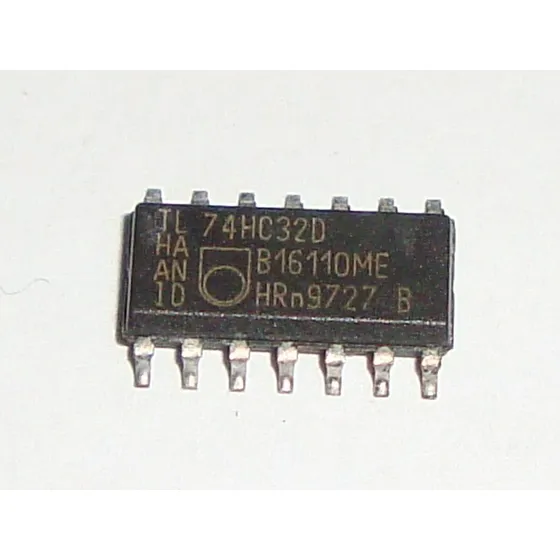 TL 74HC32D
HA B16110ME
AN
ID HRn9727 B